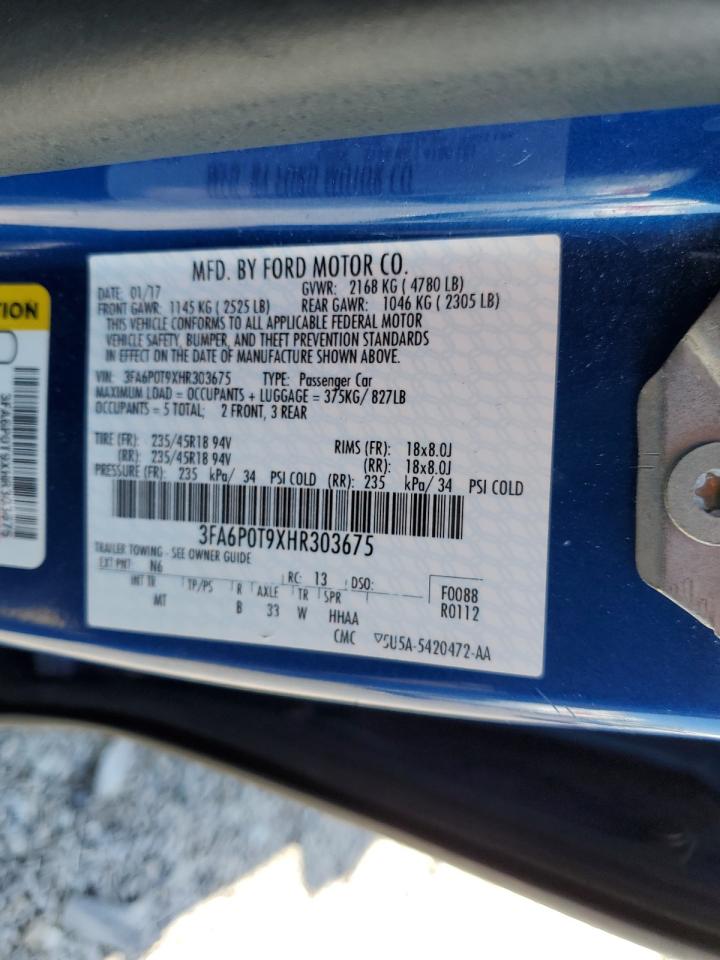 MFD. BY FORD MOTOR CO.
DATE: 01/17 GVWR: 2168 KG ( 4780 LB)
FRONT GAWR: 1145 KG ( 2525 LB) REAR GAWR: 1046 KG ( 2305 LB)
THIS VEHICLE CONFORMS TO ALL APPLICABLE FEDERAL MOTOR
VEHICLE SAFETY, BUMPER, AND THEFT PREVENTION STANDARDS
IN EFFECT ON THE DATE OF MANUFACTURE SHOWN ABOVE.
VIN: 3FA6P0T9XHR303675 TYPE: Passenger Car
MAXIMUM LOAD = OCCUPANTS + LUGGAGE = 375KG/ 827LB
OCCUPANTS = 5 TOTAL; 2 FRONT, 3 REAR
TIRE (FR): 235/45R18 94V RIMS (FR): 18x8.0J
(RR): 235/45R18 94V (RR): 18x8.0J
PRESSURE (FR): 235 kPa/ 34 PSI COLD (RR): 235 kPa/ 34 PSI COLD
3FA6P0T9XHR303675
TRAILER TOWING - SEE OWNER GUIDE
EXT PNT: N6 RC: 13 DSO:
INT TR TP/PS R AXLE TR SPR
MT B 33 W HHAA
F0088
R0112
CMC 5U5A-5420472-AA
TION
3FA6P0T9XHR303675